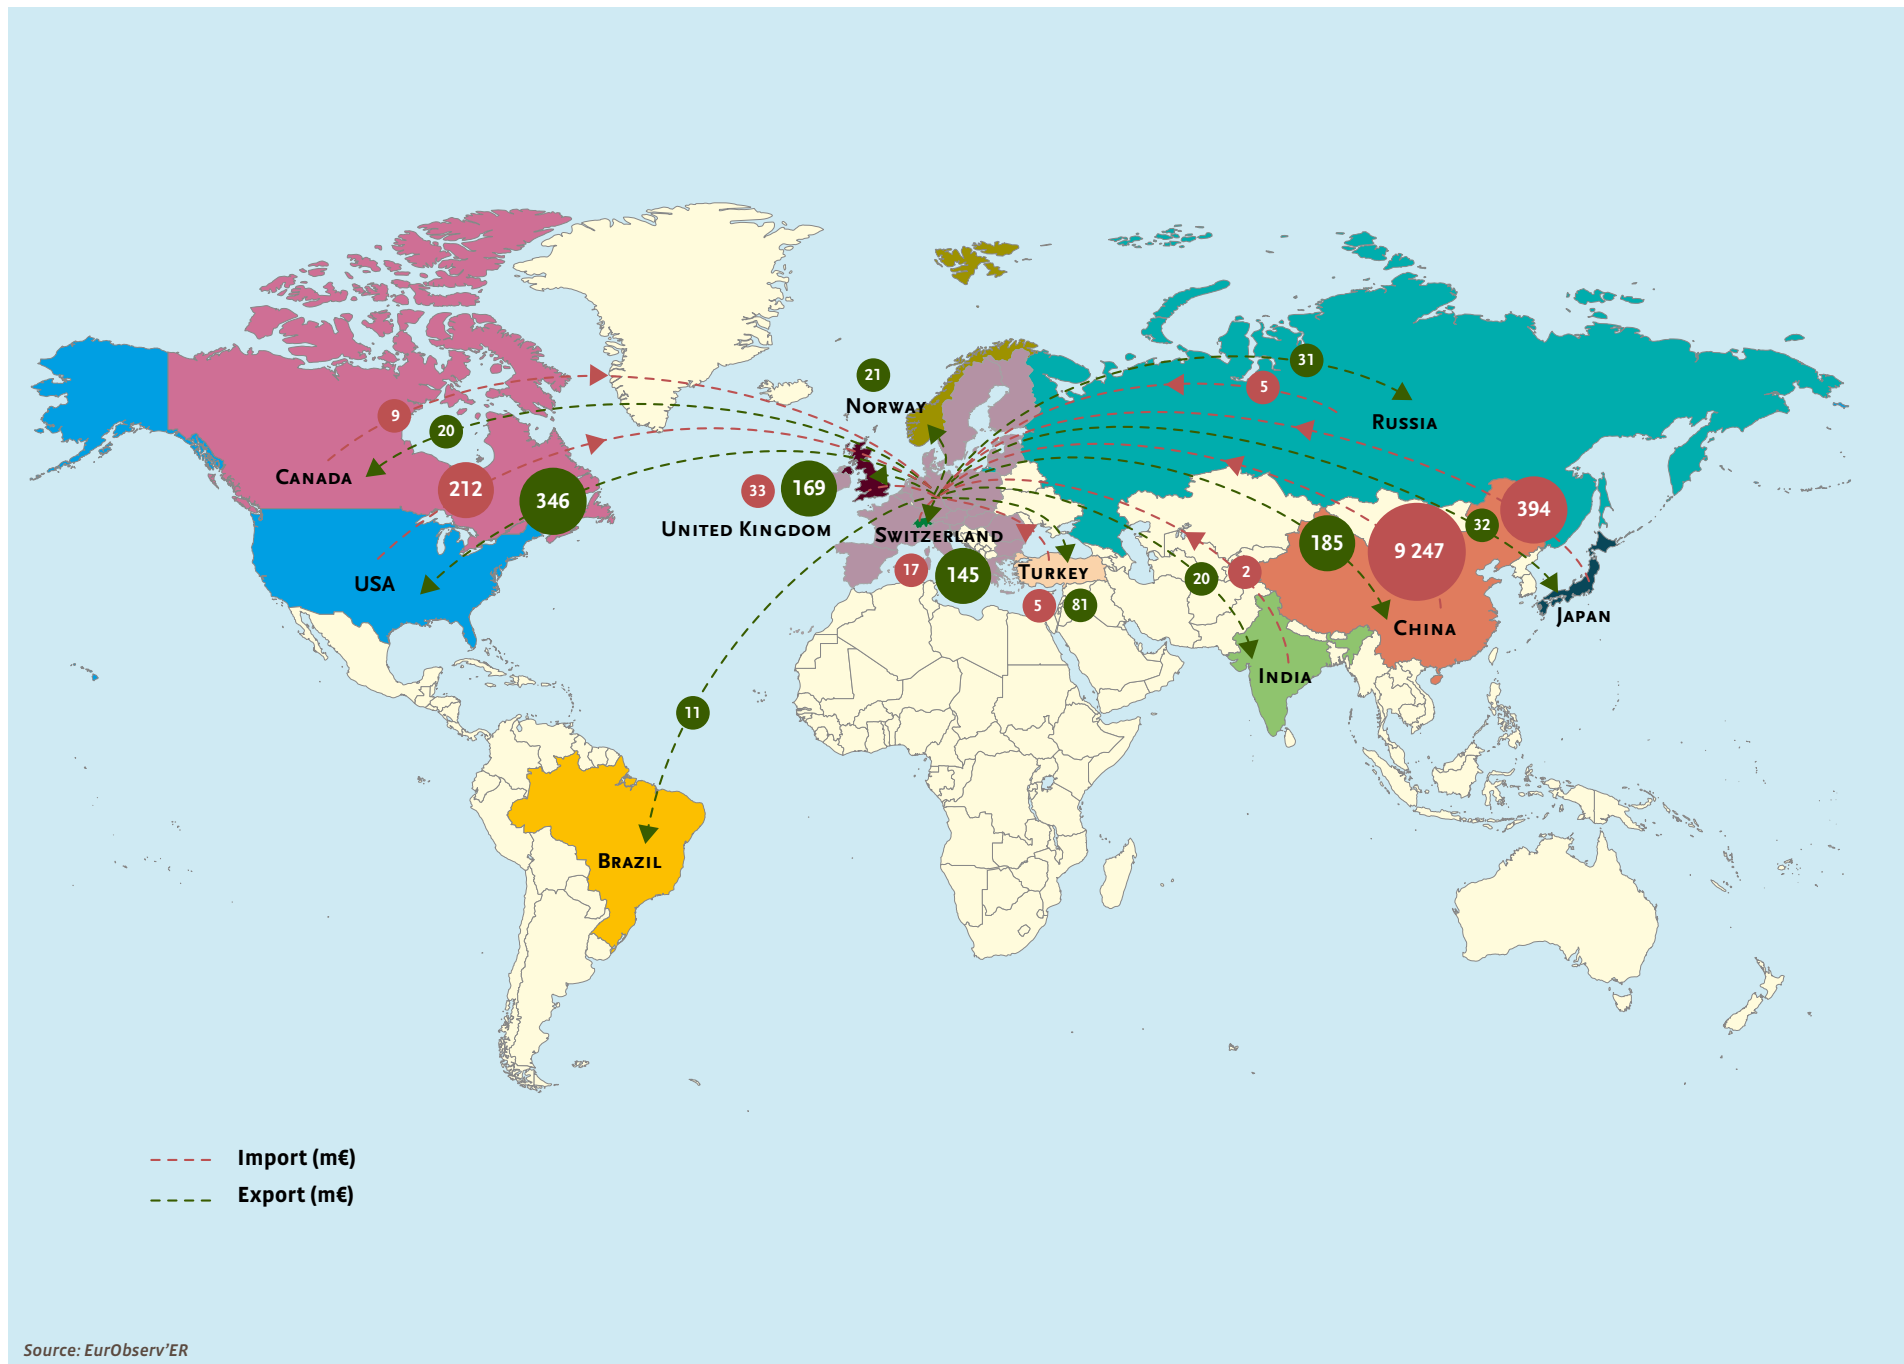 31
21
5
NORWAY
9
RUSSIA
20
CANADA
212
346
33
169
394
UNITED KINGDOM
SWITZERLAND
32
185
9 247
17
145
TURKEY
20
2
USA
5
81
JAPAN
CHINA
INDIA
11
BRAZIL
Import (m€)
Export (m€)
Source: EurObserv'ER